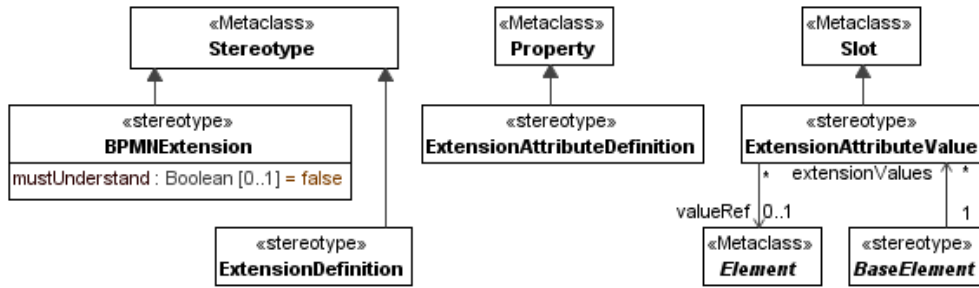 «Metaclass»
Stereotype
«Metaclass»
Property
«Metaclass»
Slot
«stereotype»
BPMNExtension
mustUnderstand : Boolean [0..1] = false
«stereotype»
ExtensionAttributeDefinition
«stereotype»
ExtensionAttributeValue
* extensionValues *
valueRef 0..1 1
«stereotype»
ExtensionDefinition
«Metaclass»
Element
«stereotype»
BaseElement